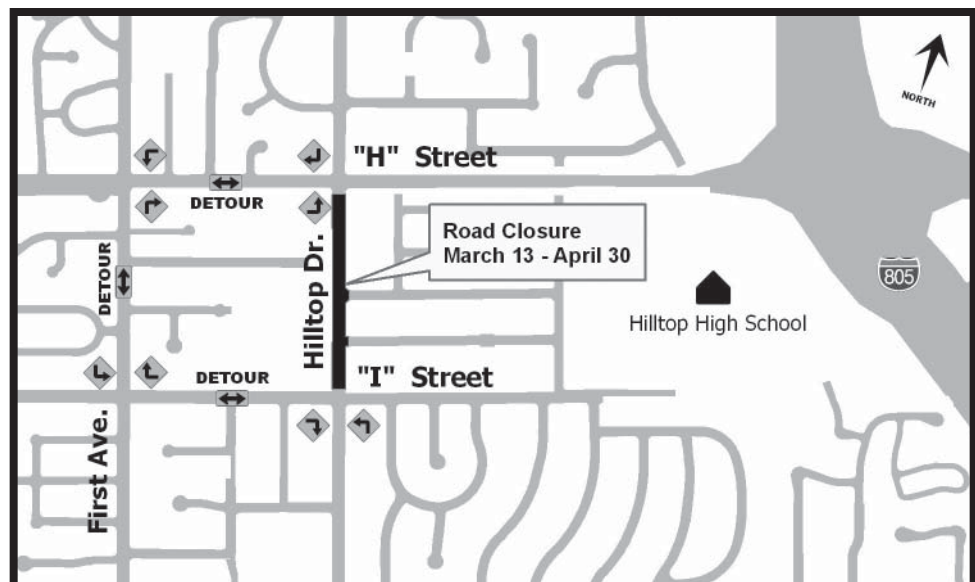 NORTH
"H" Street
DETOUR
Road Closure
March 13 - April 30
DETOUR
Hilltop Dr.
805
Hilltop High School
DETOUR
"I" Street
First Ave.